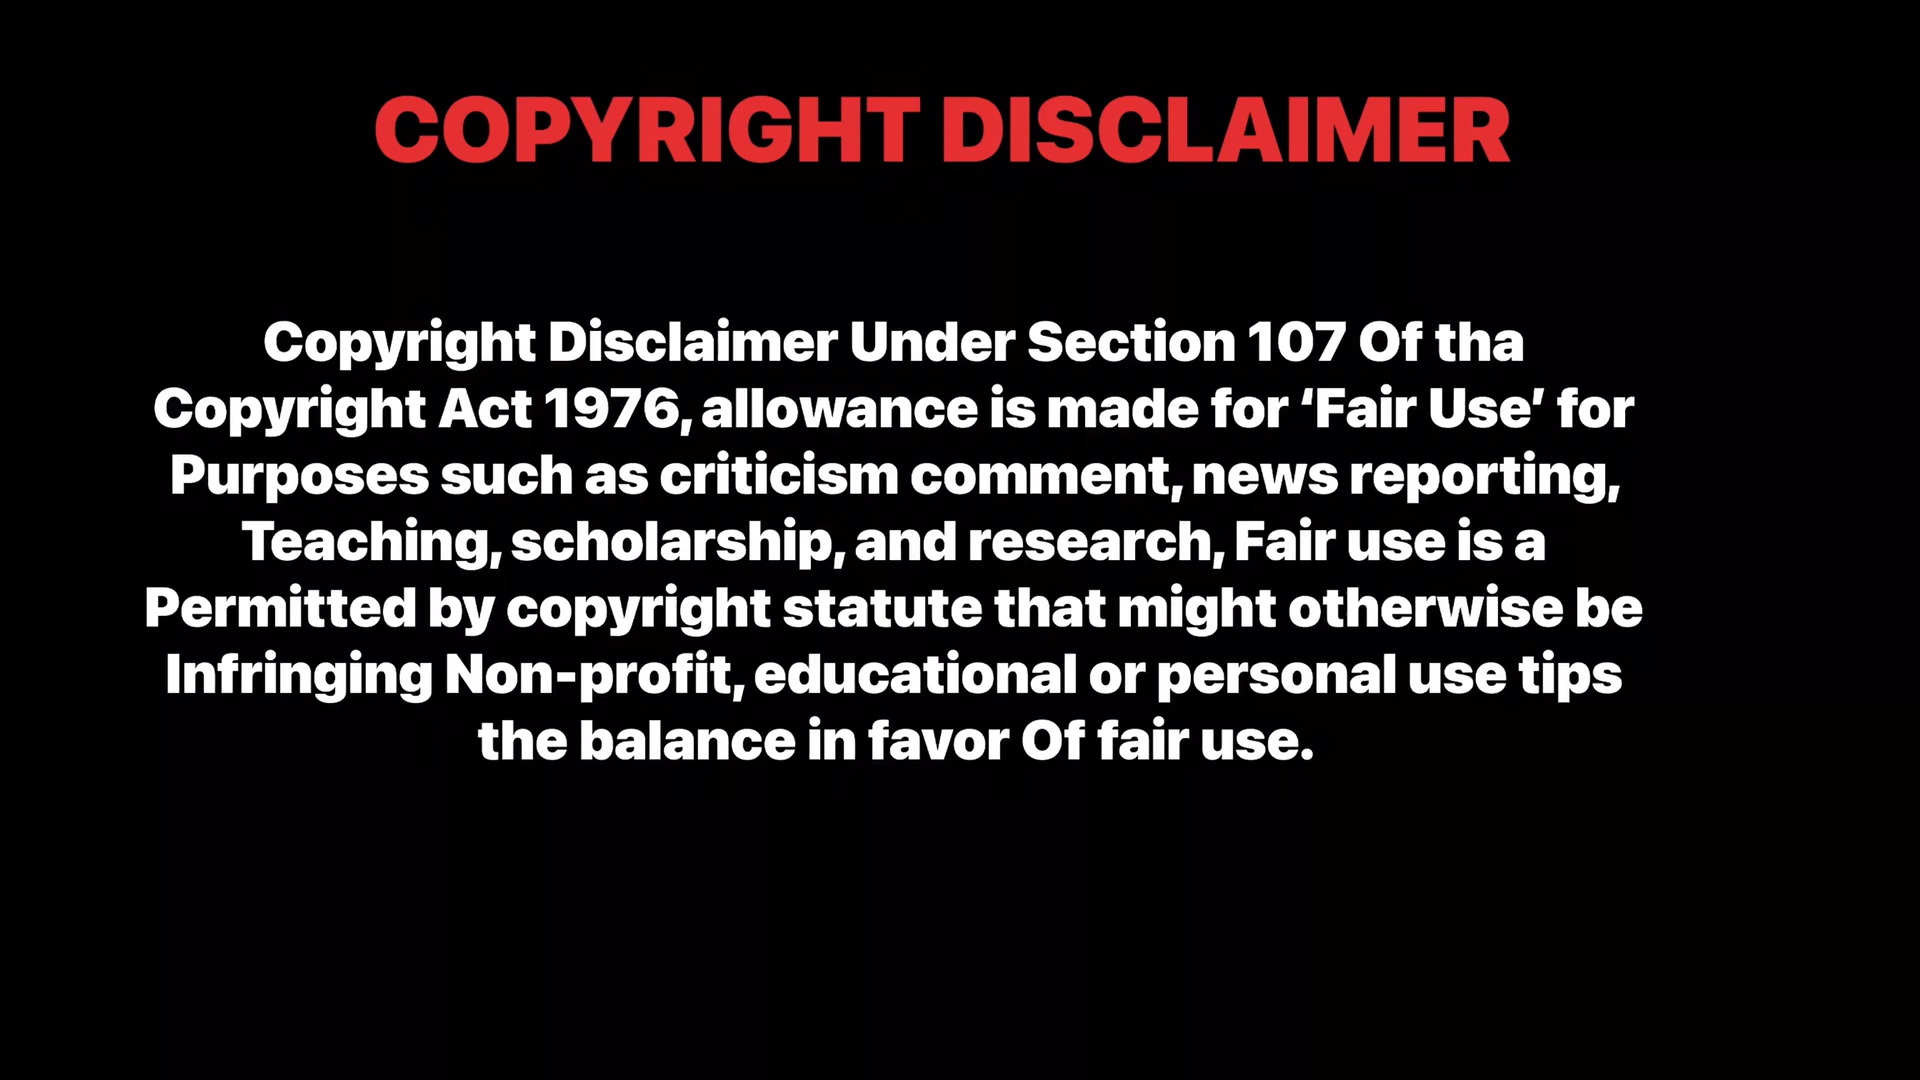 COPYRIGHT DISCLAIMER
Copyright Disclaimer Under Section 107 Of tha
Copyright Act 1976, allowance is made for ‘Fair Use’ for
Purposes such as criticism comment, news reporting,
Teaching, scholarship, and research, Fair use is a
Permitted by copyright statute that might otherwise be
Infringing Non-profit, educational or personal use tips
the balance in favor Of fair use.